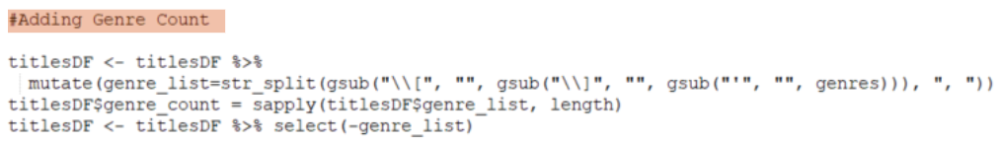 #Adding Genre Count
titlesDF <- titlesDF %>%
mutate(genre_list=str_split(gsub("\\[", "", gsub("\\]", "", gsub("'", "", genres))), ", "))
titlesDF$genre_count = sapply(titlesDF$genre_list, length)
titlesDF <- titlesDF %>% select(-genre_list)